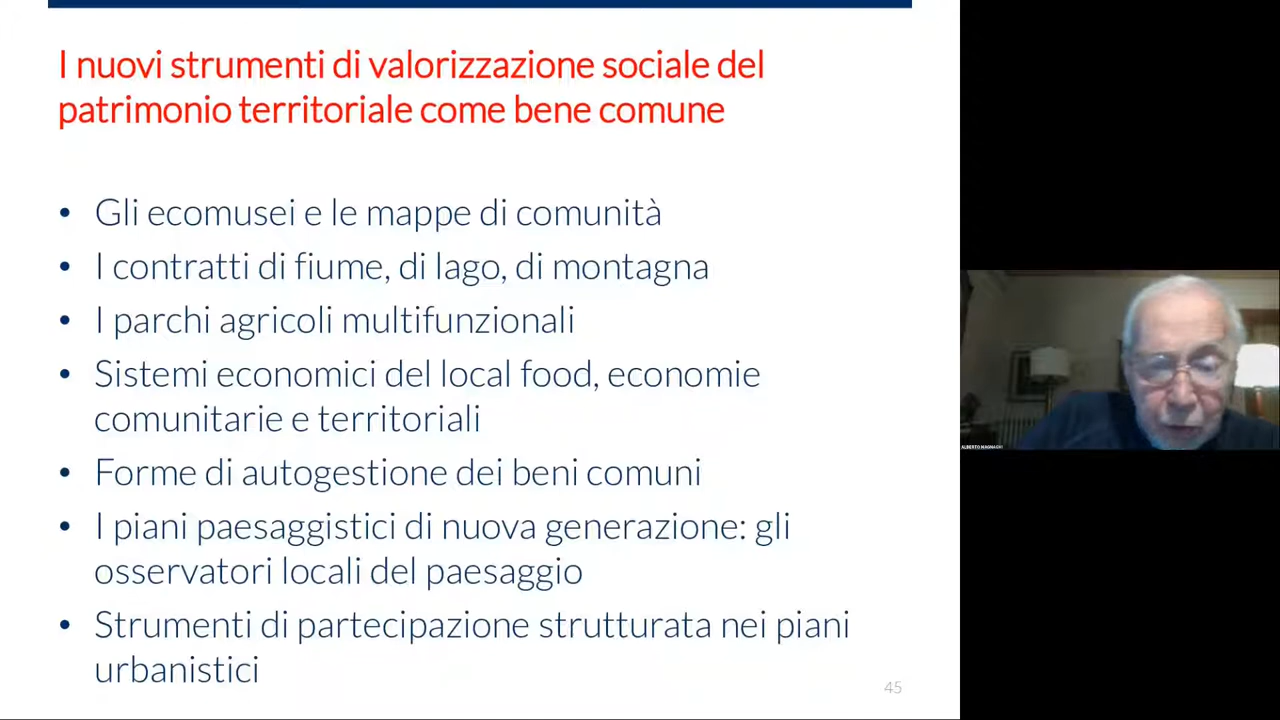 I nuovi strumenti di valorizzazione sociale del
patrimonio territoriale come bene comune
• Gli ecomusei e le mappe di comunità
• I contratti di fiume, di lago, di montagna
• I parchi agricoli multifunzionali
• Sistemi economici del local food, economie
comunitarie e territoriali
• Forme di autogestione dei beni comuni
• I piani paesaggistici di nuova generazione: gli
osservatori locali del paesaggio
• Strumenti di partecipazione strutturata nei piani
urbanistici
45
ALBERTO MAGNAGHI